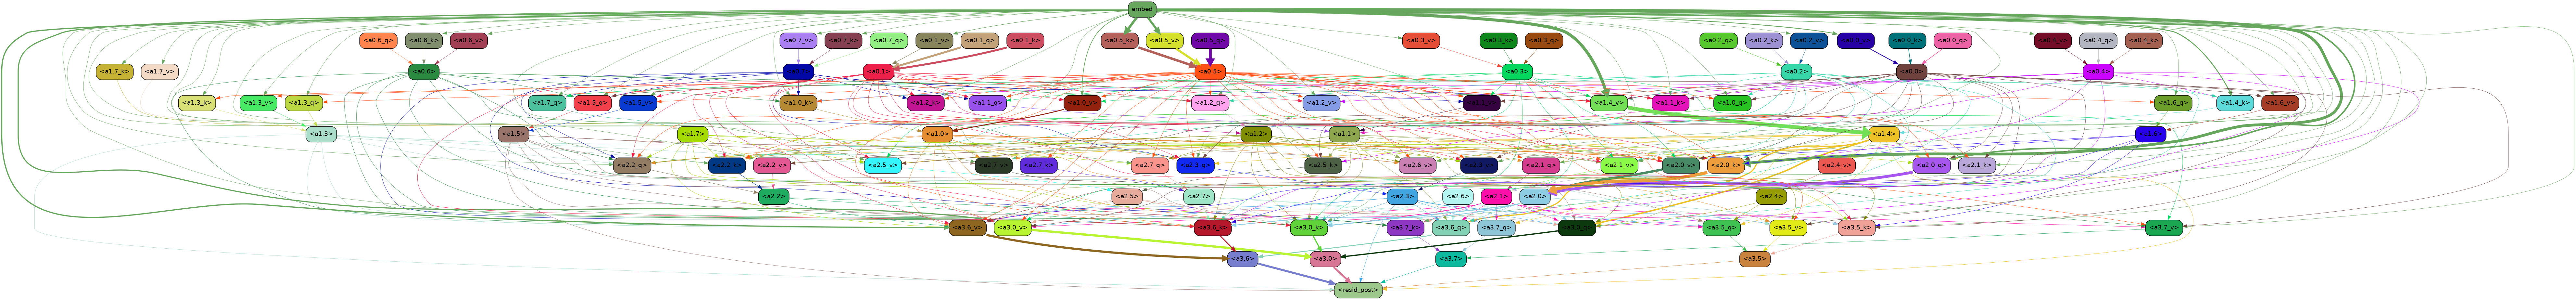 embed
<a0.6_q> <a0.6_k> <a0.6_v> <a0.7_v> <a0.7_k> <a0.7_q> <a0.1_v> <a0.1_q> <a0.1_k> <a0.5_k> <a0.5_v> <a0.5_q> <a0.3_v> <a0.3_k> <a0.3_q> <a0.2_q> <a0.2_k> <a0.2_v> <a0.0_k> <a0.0_q> <a0.4_v> <a0.4_q> <a0.4_k>
<a1.7_k> <a1.7_v> <a0.6> <a0.1> <a0.5> <a0.3> <a0.2> <a0.0> <a0.4>
<a1.3_k> <a1.3_v> <a1.3_q> <a1.7_q> <a1.5_q> <a1.5_v> <a1.0_k> <a1.2_k> <a1.1_q> <a1.0_v> <a1.2_q> <a1.2_v> <a1.4_v> <a1.1_k> <a1.0_q> <a1.6_q> <a1.4_k> <a1.6_v>
<a1.3> <a1.5> <a1.7> <a1.0> <a1.2> <a1.1> <a1.4>
<a2.2_q> <a2.2_k> <a2.2_v> <a2.5_v> <a2.7_k> <a2.7_q> <a2.5_k> <a2.6_v> <a2.1_q> <a2.1_v> <a2.0_v> <a2.0_k> <a2.4_v> <a2.0_q> <a2.1_k>
<a2.2> <a2.5> <a2.7> <a2.3> <a2.6> <a2.1> <a2.0> <a2.4>
<a3.6_v> <a3.0_v> <a3.6_k> <a3.0_k> <a3.7_k> <a3.6_q> <a3.7_q> <a3.0_q> <a3.5_q> <a3.5_v> <a3.5_k> <a3.7_v>
<a3.6> <a3.0> <a3.7> <a3.5>
<resid_post>